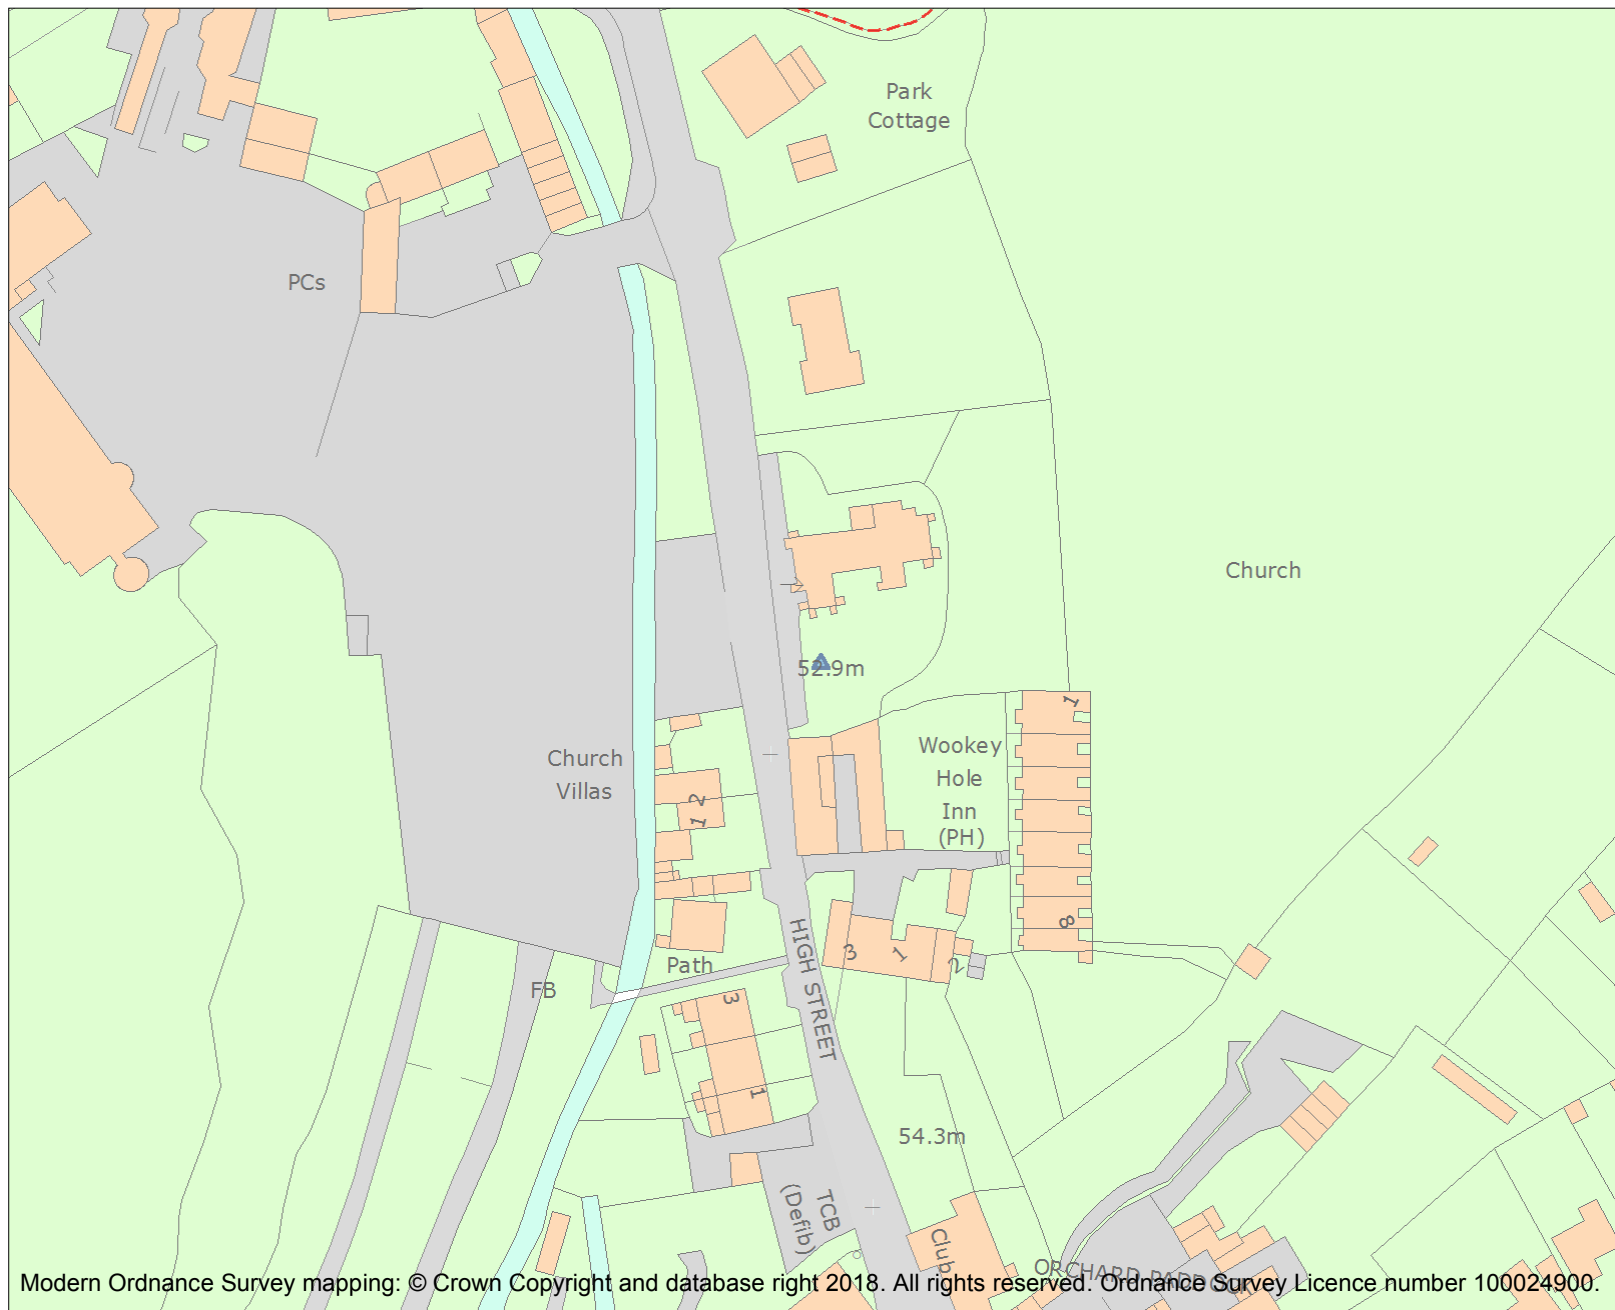 Park
Cottage
PCs
Church
52.9m
Church
Villas
Wookey
Hole
Inn
(PH)
1
2
1
8
HIGH STREET
3
1
2
Path
FB
3
1
54.3m
TCB
(Defib)
Club
ORCHARD PADDOCK
Modern Ordnance Survey mapping: © Crown Copyright and database right 2018. All rights reserved. Ordnance Survey Licence number 100024900.